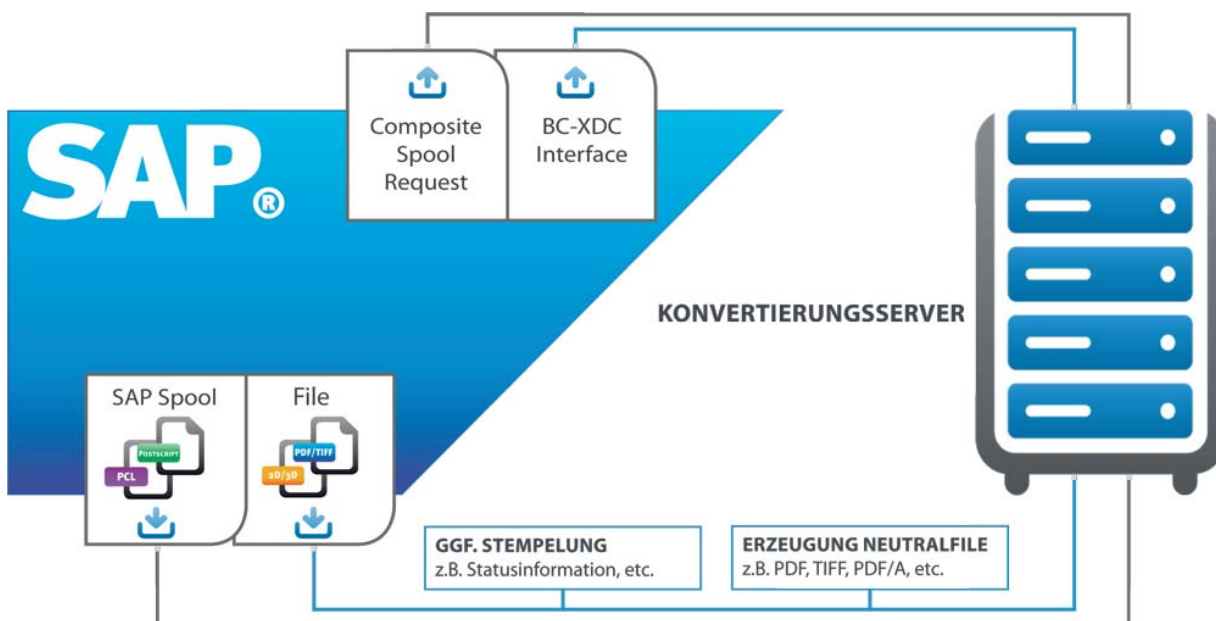 Composite
Spool
Request
BC-XDC
Interface
SAP®
KONVERTIERUNGSSERVER
SAP Spool
POSTSCRIPT
PCL
File
PDF/TIFF
2D/3D
GGF. STEMPELUNG
z.B. Statusinformation, etc.
ERZEUGUNG NEUTRALFILE
z.B. PDF, TIFF, PDF/A, etc.